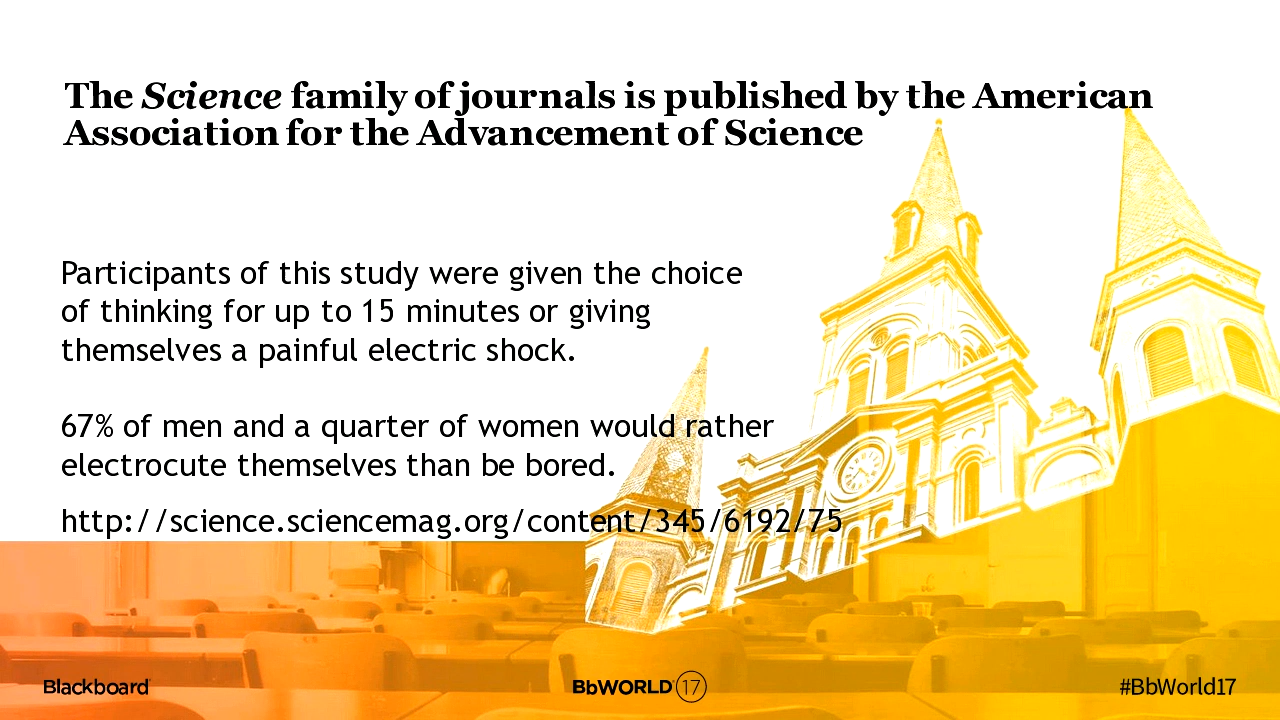 The Science family of journals is published by the American
Association for the Advancement of Science
Participants of this study were given the choice
of thinking for up to 15 minutes or giving
themselves a painful electric shock.
67% of men and a quarter of women would rather
electrocute themselves than be bored.
http://science.sciencemag.org/content/345/6192/75
Blackboard
BbWORLD 17
#BbWorld17